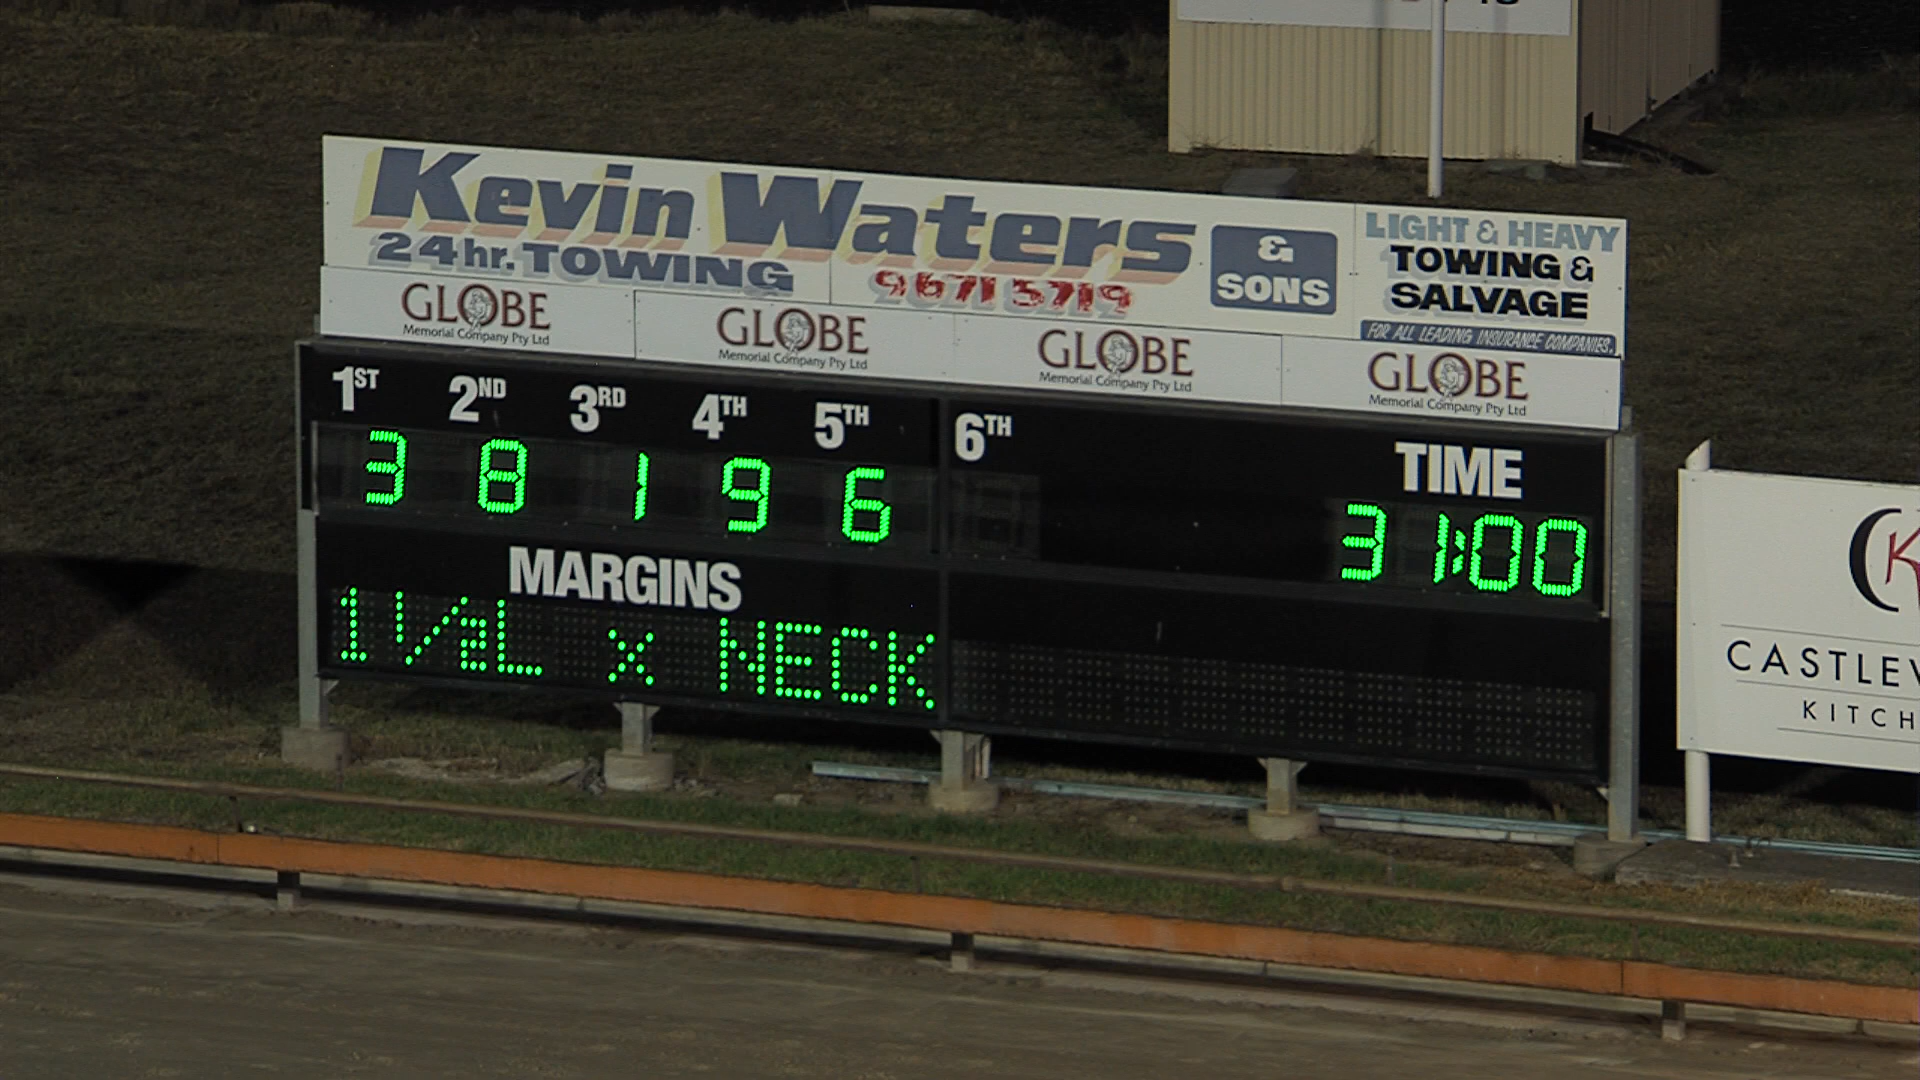 Kevin Waters & SONS
24hr. TOWING 9671 5719
LIGHT & HEAVY
TOWING &
SALVAGE
FOR ALL LEADING INSURANCE COMPANIES.
GLOBE
Memorial Company Pty Ltd
GLOBE
Memorial Company Pty Ltd
GLOBE
Memorial Company Pty Ltd
GLOBE
Memorial Company Pty Ltd
1ST 2ND 3RD 4TH 5TH 6TH TIME
3 8 1 9 6 31:00
MARGINS
1 1/2L x NECK
KITCH